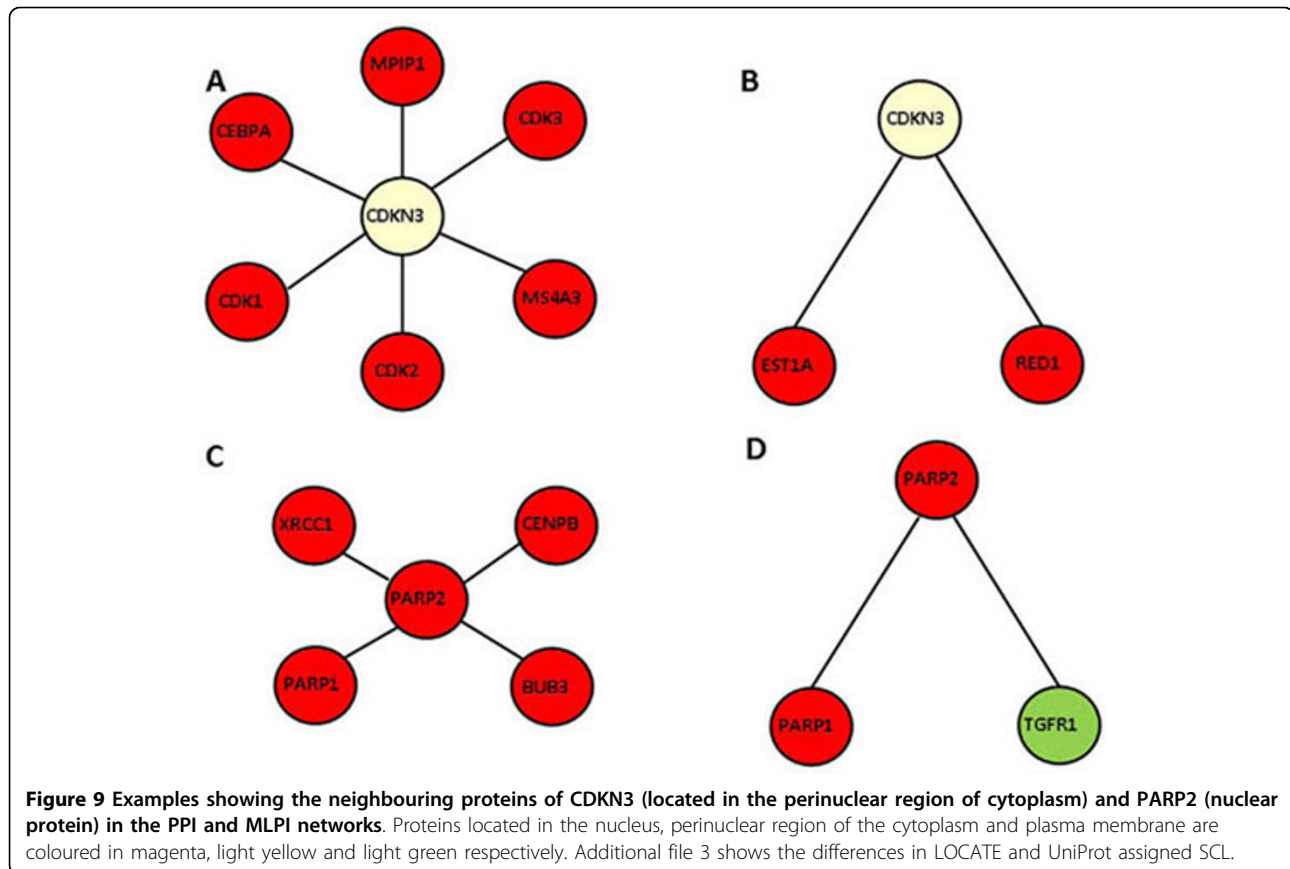 A
MPIP1
CEBPA
CDK3
CDKN3
CDK1
MS4A3
CDK2
B
CDKN3
EST1A
RED1
C
XRCC1
CENPB
PARP2
PARP1
BUB3
D
PARP2
PARP1
TGFR1
Figure 9 Examples showing the neighbouring proteins of CDKN3 (located in the perinuclear region of cytoplasm) and PARP2 (nuclear
protein) in the PPI and MLPI networks. Proteins located in the nucleus, perinuclear region of the cytoplasm and plasma membrane are
coloured in magenta, light yellow and light green respectively. Additional file 3 shows the differences in LOCATE and UniProt assigned SCL.